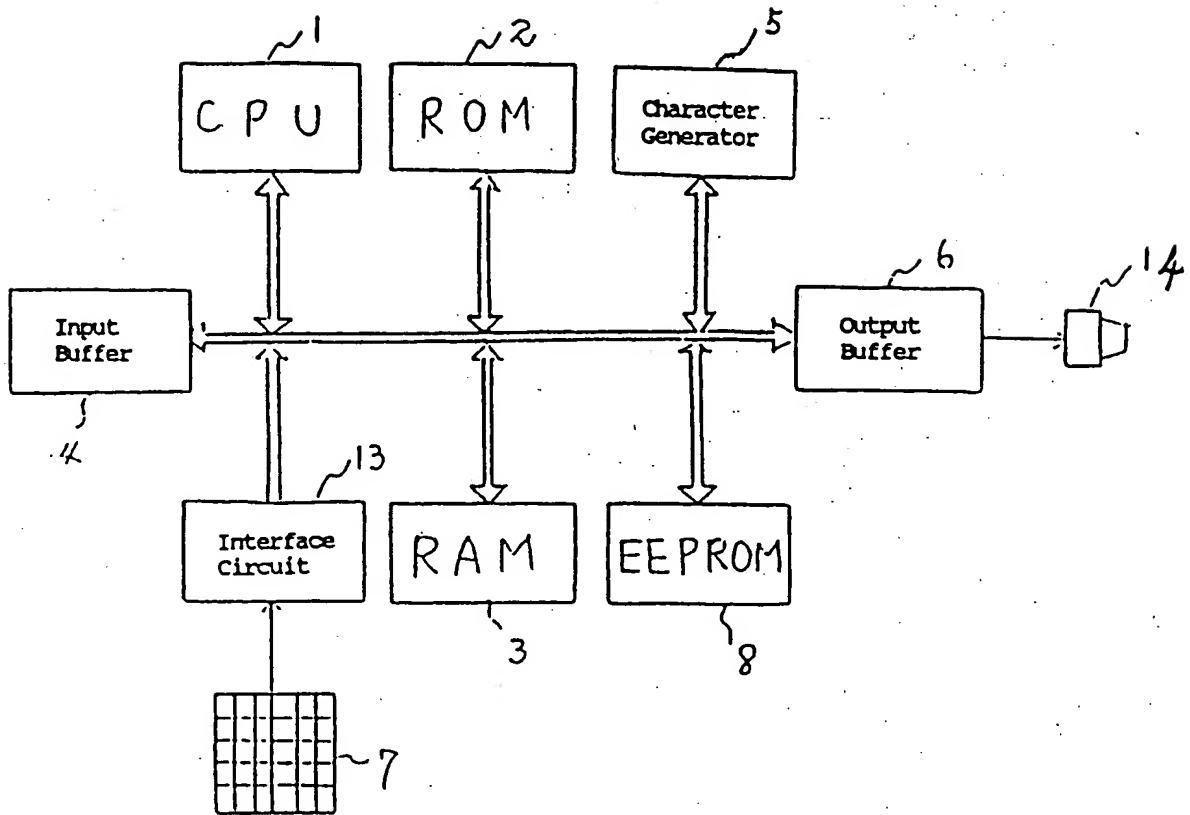 1
2
5
CPU
ROM
Character
Generator
6
14
Input
Buffer
Output
Buffer
4
13
Interface
Circuit
RAM
EEPROM
3
8
7